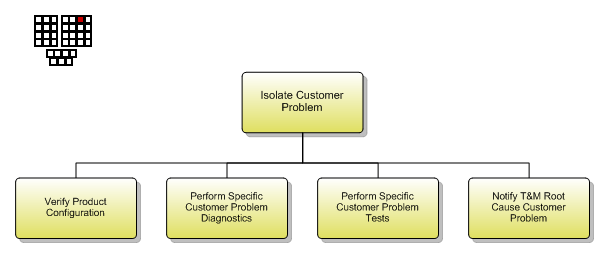 Isolate Customer
Problem
Verify Product
Configuration
Perform Specific
Customer Problem
Diagnostics
Perform Specific
Customer Problem
Tests
Notify T&M Root
Cause Customer
Problem